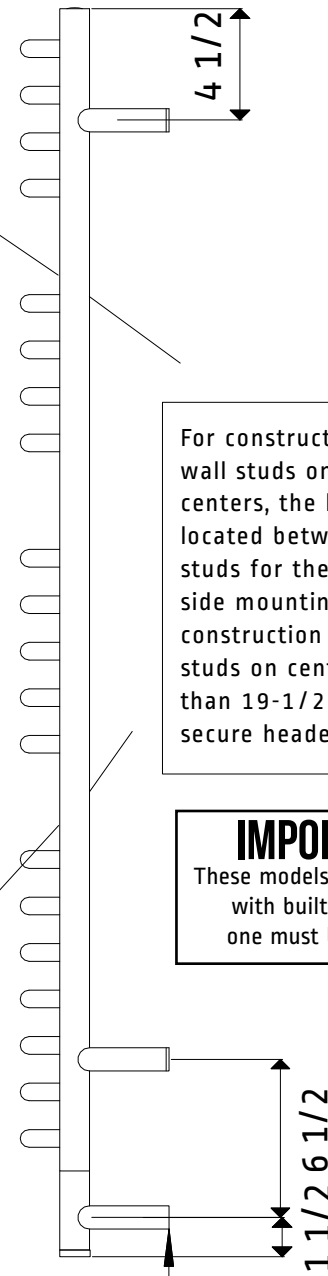 4 1/2
For construct
wall studs on
centers, the
located betw
studs for the
side mountin
construction
studs on cent
than 19-1/2
secure heade
IMPO
These models
with built
one must
6 1/2
1 1/2